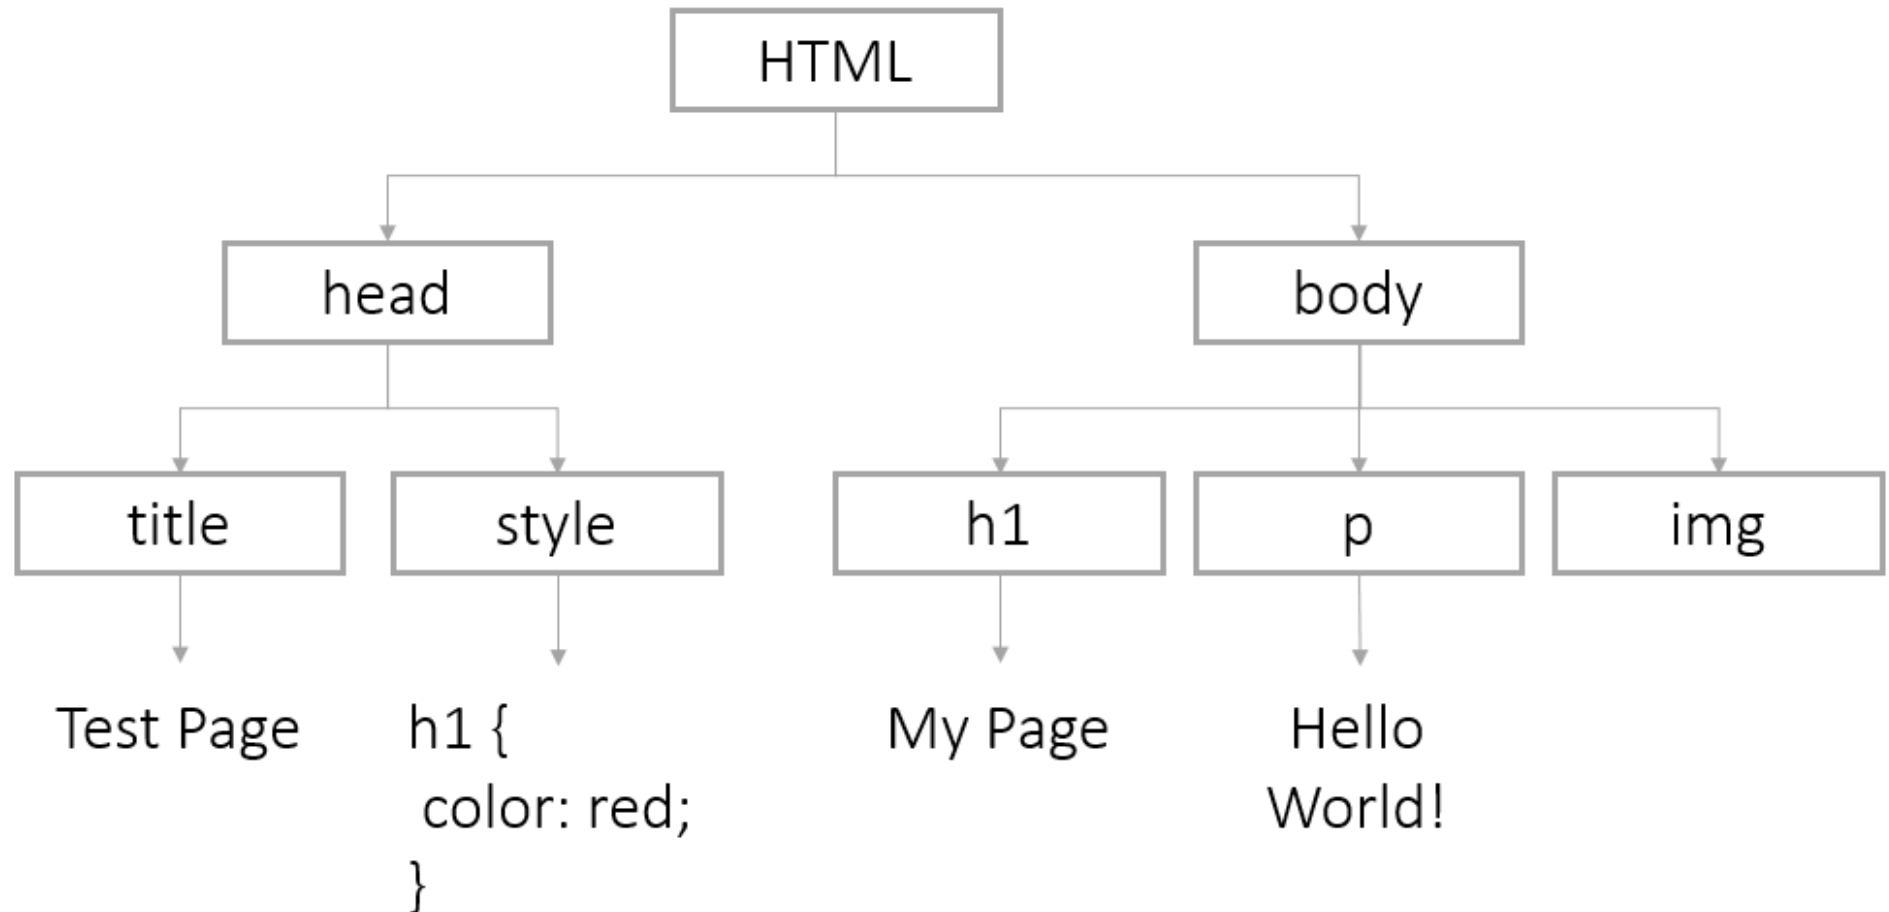 HTML
head
body
title
style
h1
p
img
Test Page
h1 {
color: red;
}
My Page
Hello
World!